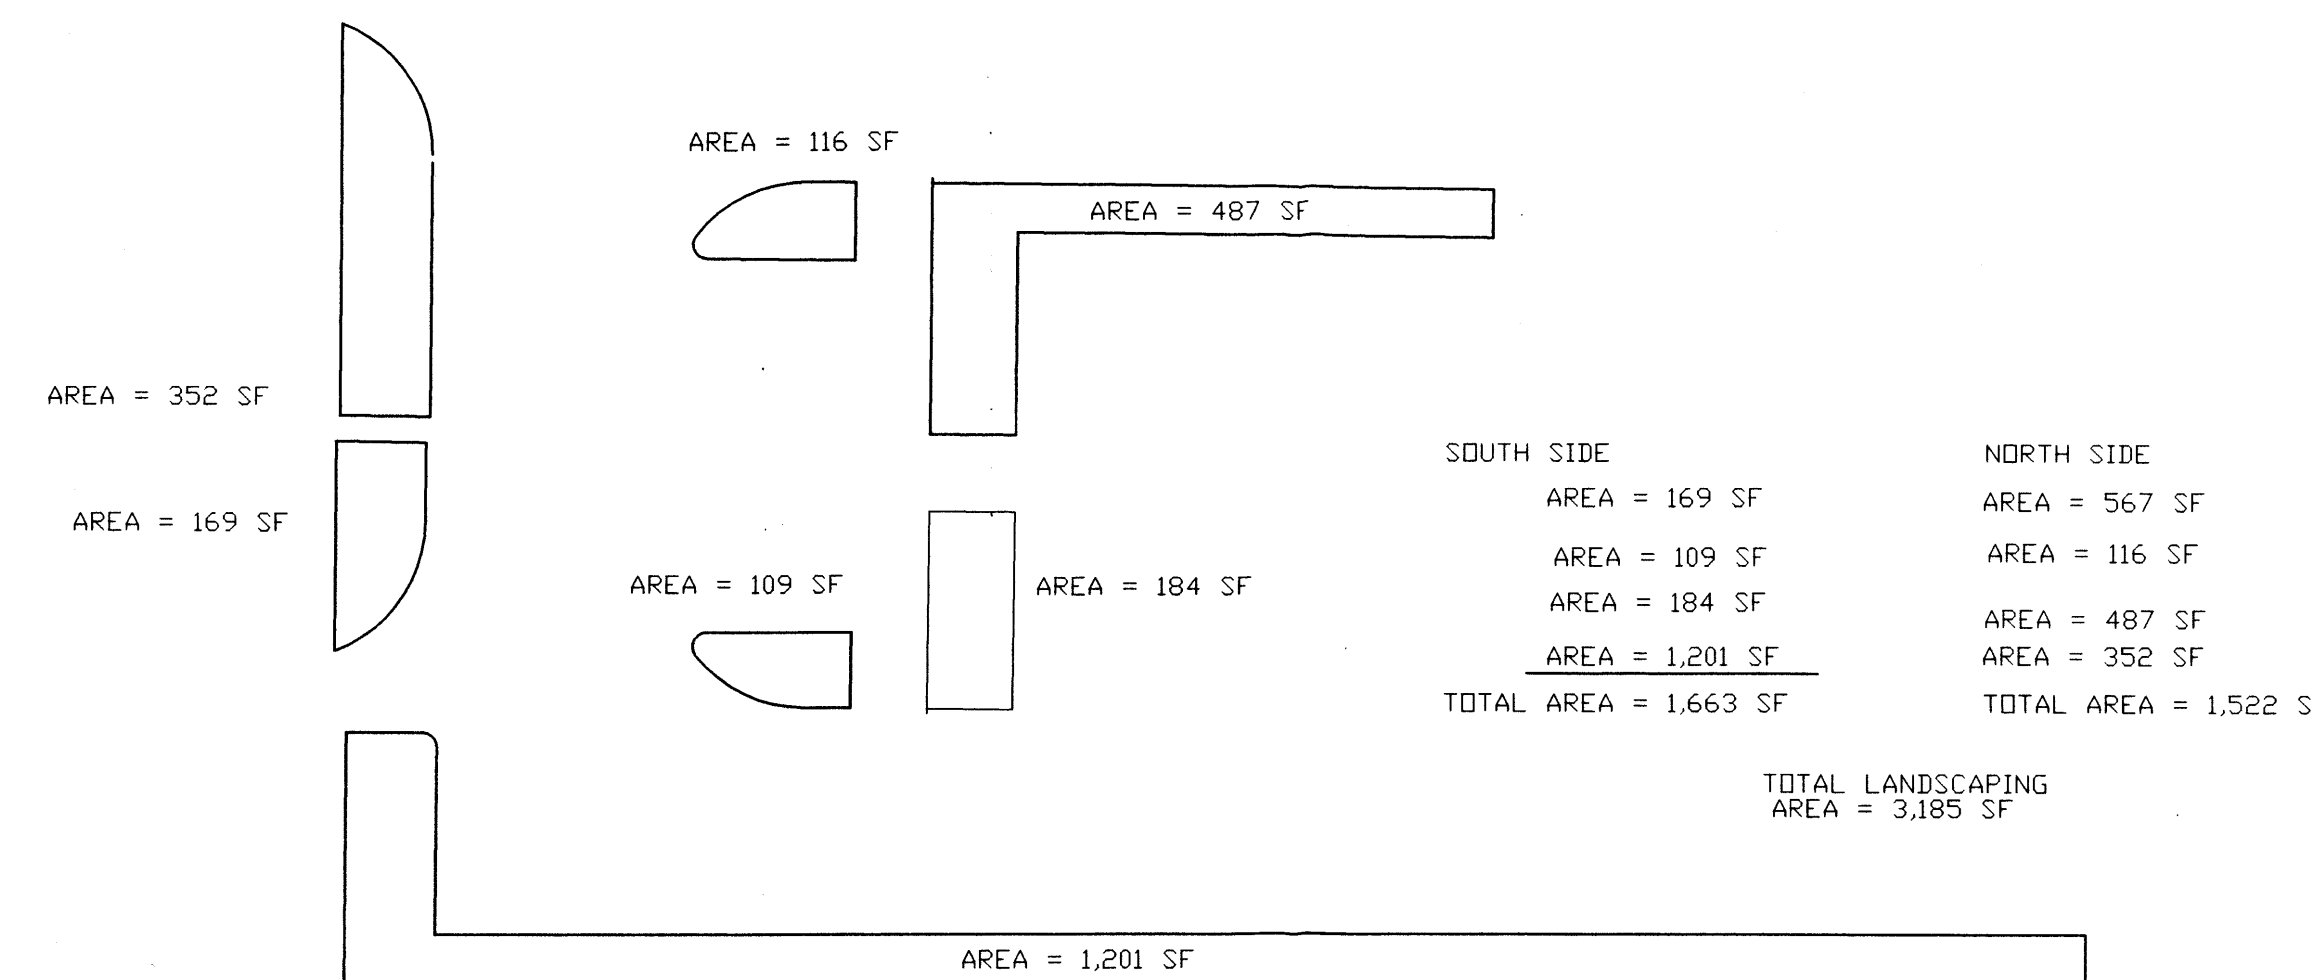 AREA = 116 SF
AREA = 487 SF
AREA = 352 SF
AREA = 169 SF
AREA = 109 SF
AREA = 184 SF
SOUTH SIDE
AREA = 169 SF
AREA = 109 SF
AREA = 184 SF
AREA = 1,201 SF
TOTAL AREA = 1,663 SF
NORTH SIDE
AREA = 567 SF
AREA = 116 SF
AREA = 487 SF
AREA = 352 SF
TOTAL AREA = 1,522 S
TOTAL LANDSCAPING
AREA = 3,185 SF
AREA = 1,201 SF